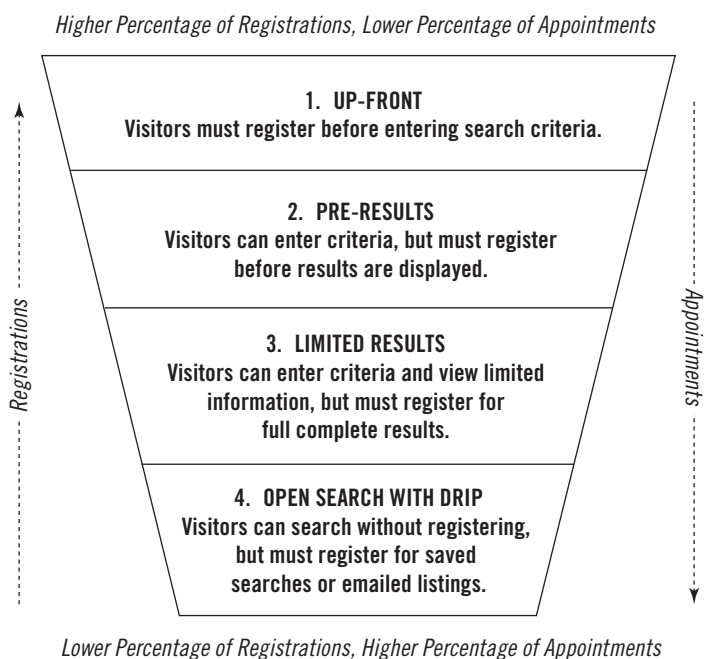 Higher Percentage of Registrations, Lower Percentage of Appointments
1. UP-FRONT
Visitors must register before entering search criteria.
2. PRE-RESULTS
Visitors can enter criteria, but must register
before results are displayed.
3. LIMITED RESULTS
Visitors can enter criteria and view limited
information, but must register for
full complete results.
4. OPEN SEARCH WITH DRIP
Visitors can search without registering,
but must register for saved
searches or emailed listings.
Registrations
Appointments
Lower Percentage of Registrations, Higher Percentage of Appointments